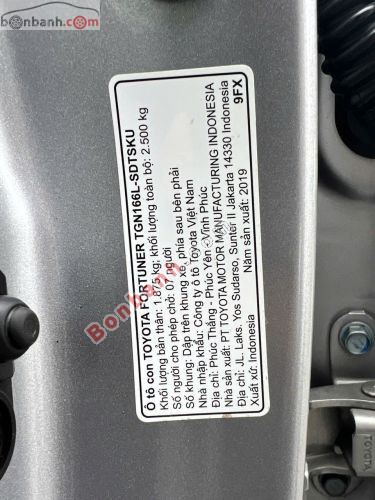 bonbanh.com
Ô tô con TOYOTA FORTUNER TGN166L-SDTSKU
Khối lượng bản thân: 1.875 kg; khối lượng toàn bộ: 2.500 kg
Số người cho phép chở: 07 người
Số khung: Dập trên khung xe, phía sau bên phải
Nhà nhập khẩu: Công ty ô tô Toyota Việt Nam
Địa chỉ: Phúc Thắng - Phúc Yên - Vĩnh Phúc
Nhà sản xuất: PT TOYOTA MOTOR MANUFACTURING INDONESIA
Địa chỉ: JL. Laks. Yos Sudarso, Sunter II Jakarta 14330 Indonesia
Xuất xứ: Indonesia
Năm sản xuất: 2019
9FX
Bonbanh
TOYOTA